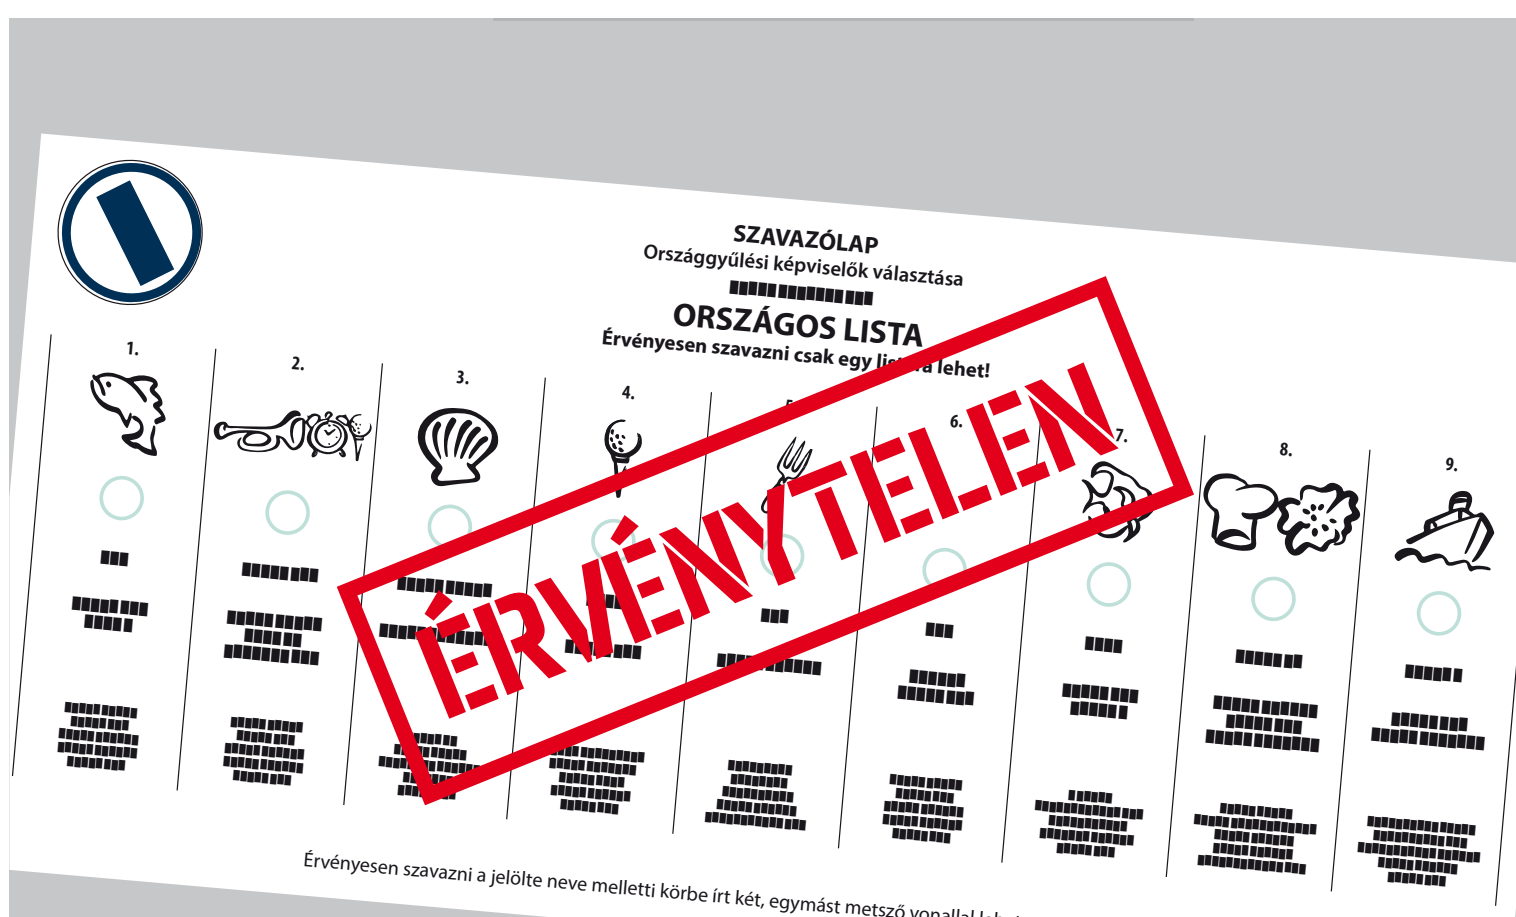 SZAVAZÓLAP
Országgyűlési képviselők választása
ORSZÁGOS LISTA
Érvényesen szavazni csak egy listára lehet!
1.
2.
3.
4.
6.
7.
8.
9.
ÉRVÉNYTELEN
Érvényesen szavazni a jelölte neve melletti körbe írt két, egymást metsző vonallal